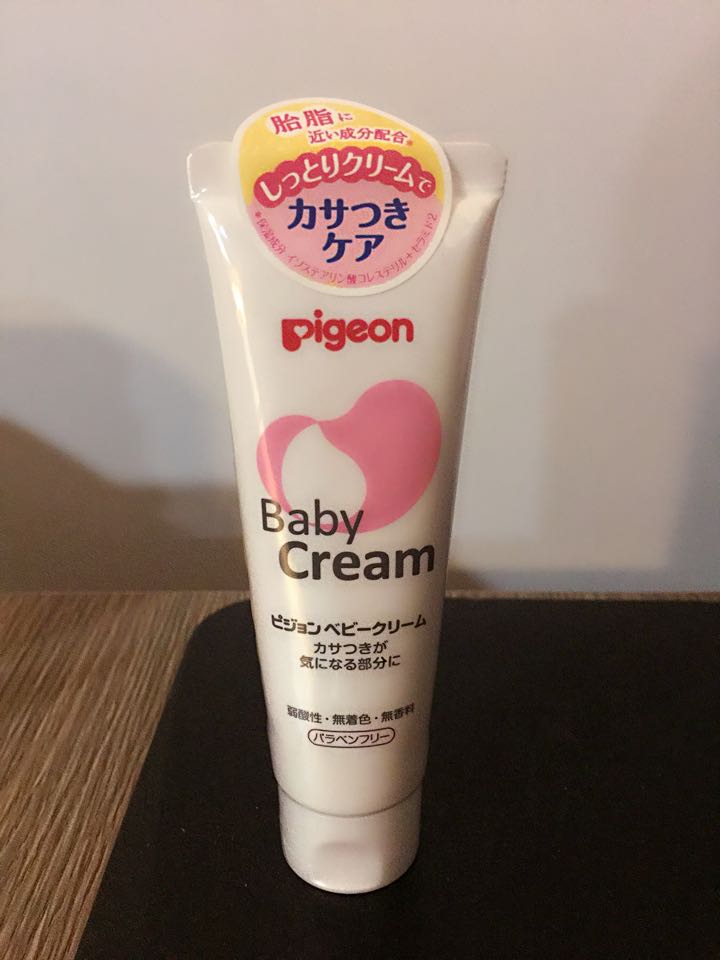 胎脂に
近い成分配合*
しっとりクリームで
カサつき
ケア
*保湿成分 イソステアリン酸コレステリル+セラミド2
pigeon
Baby
Cream
ピジョン ベビークリーム
カサつきが
気になる部分に
弱酸性・無着色・無香料
パラベンフリー